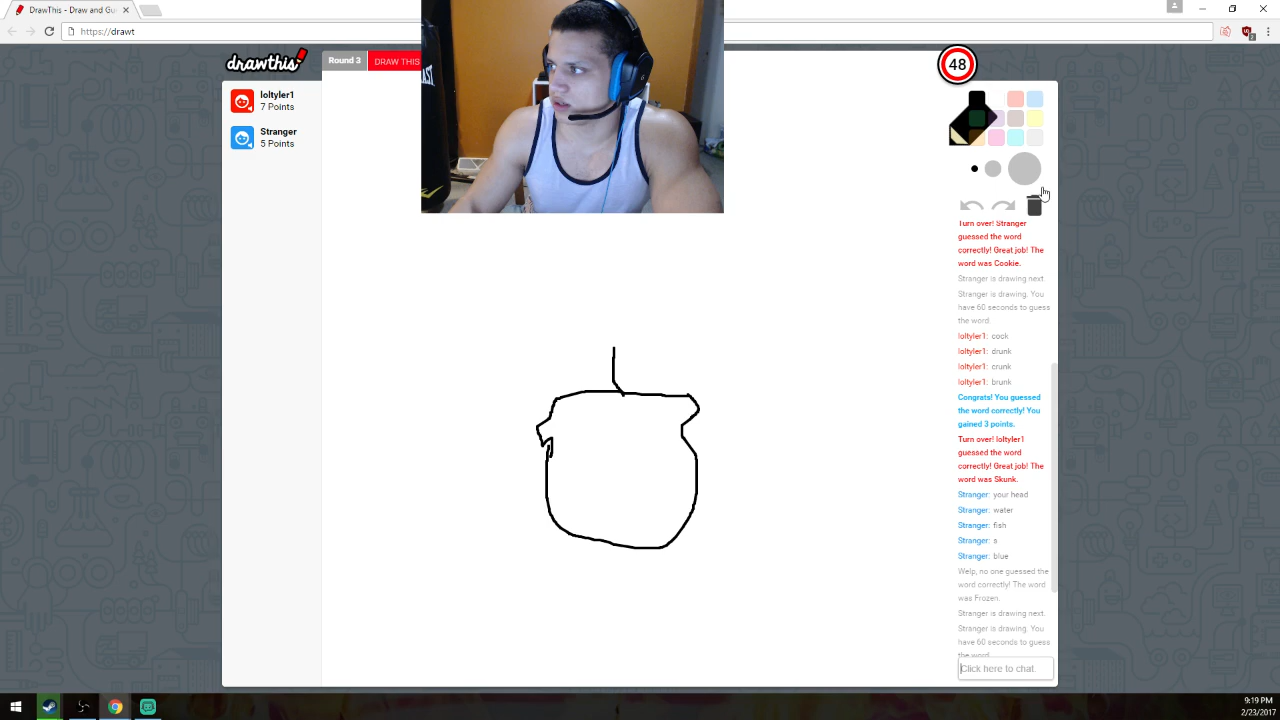 DrawThis - Draw and Gu
https://drawt
drawthis
Round 3
DRAW THIS
48
loltyler1
7 Points
Stranger
5 Points
Turn over! Stranger
guessed the word
correctly! Great job! The
word was Cookie.
Stranger is drawing next.
Stranger is drawing. You
have 60 seconds to guess
the word
loltyler1: cock
loltyler1: drunk
loltyler1: crunk
loltyler1: brunk
Congrats! You guessed
the word correctly! You
gained 3 points.
Turn over! loltyler1
guessed the word
correctly! Great job! The
word was Skunk.
Stranger: your head
Stranger: water
Stranger: fish
Stranger: s
Stranger: blue
Welp, no one guessed the
word correctly! The word
was Frozen.
Stranger is drawing next.
Stranger is drawing. You
have 60 seconds to guess
the word
Click here to chat.
9:19 PM
2/23/2017